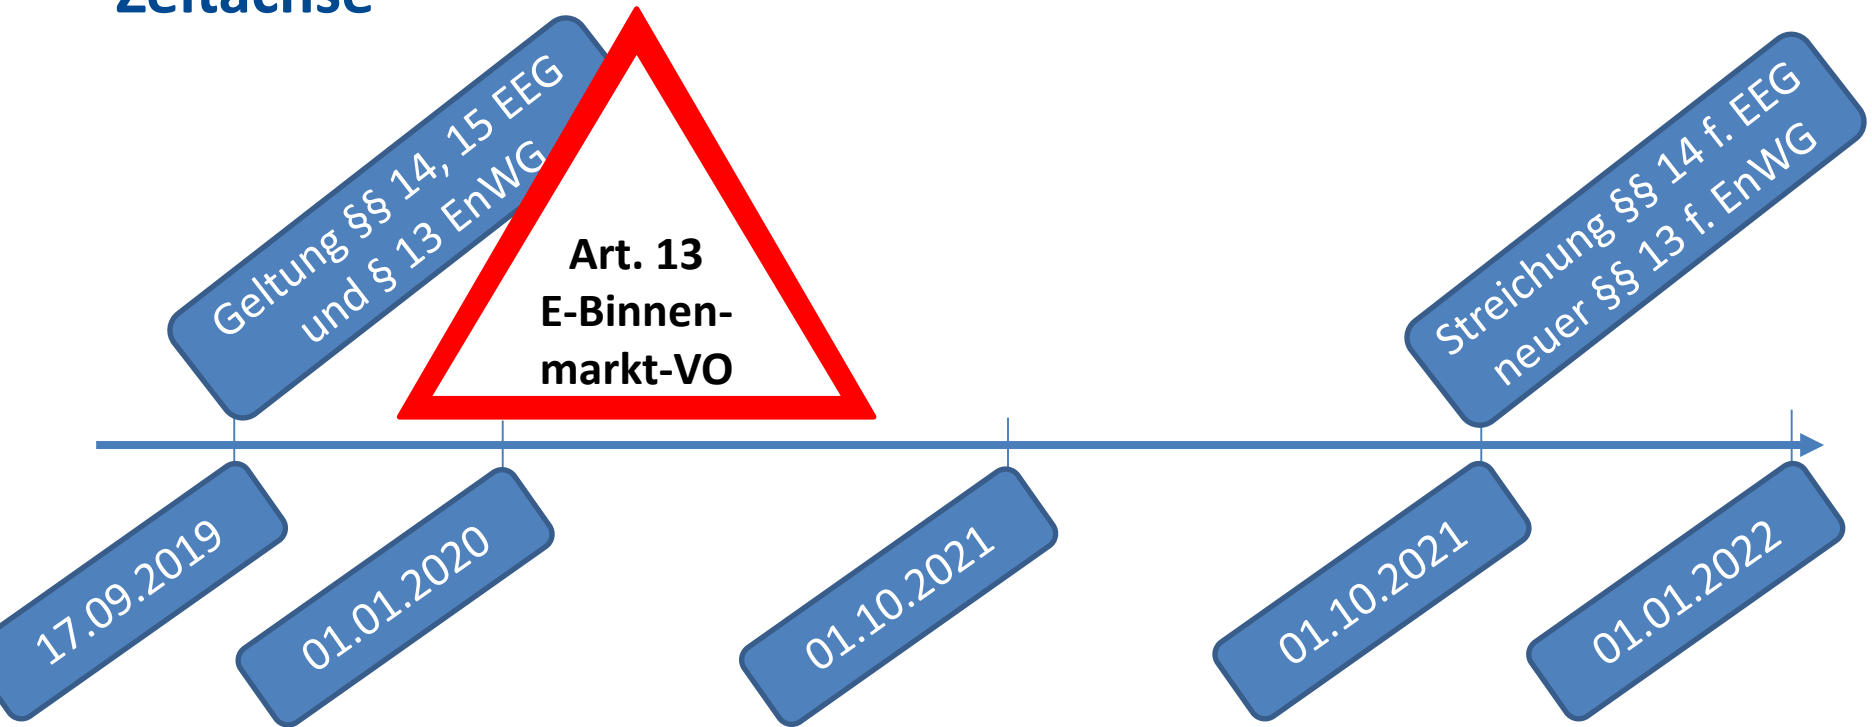 Zeitachse
Geltung §§ 14, 15 EEG
und § 13 EnWG
Art. 13
E-Binnen-
markt-VO
Streichung §§ 14 f. EEG
neuer §§ 13 f. EnWG
17.09.2019
01.01.2020
01.10.2021
01.10.2021
01.01.2022